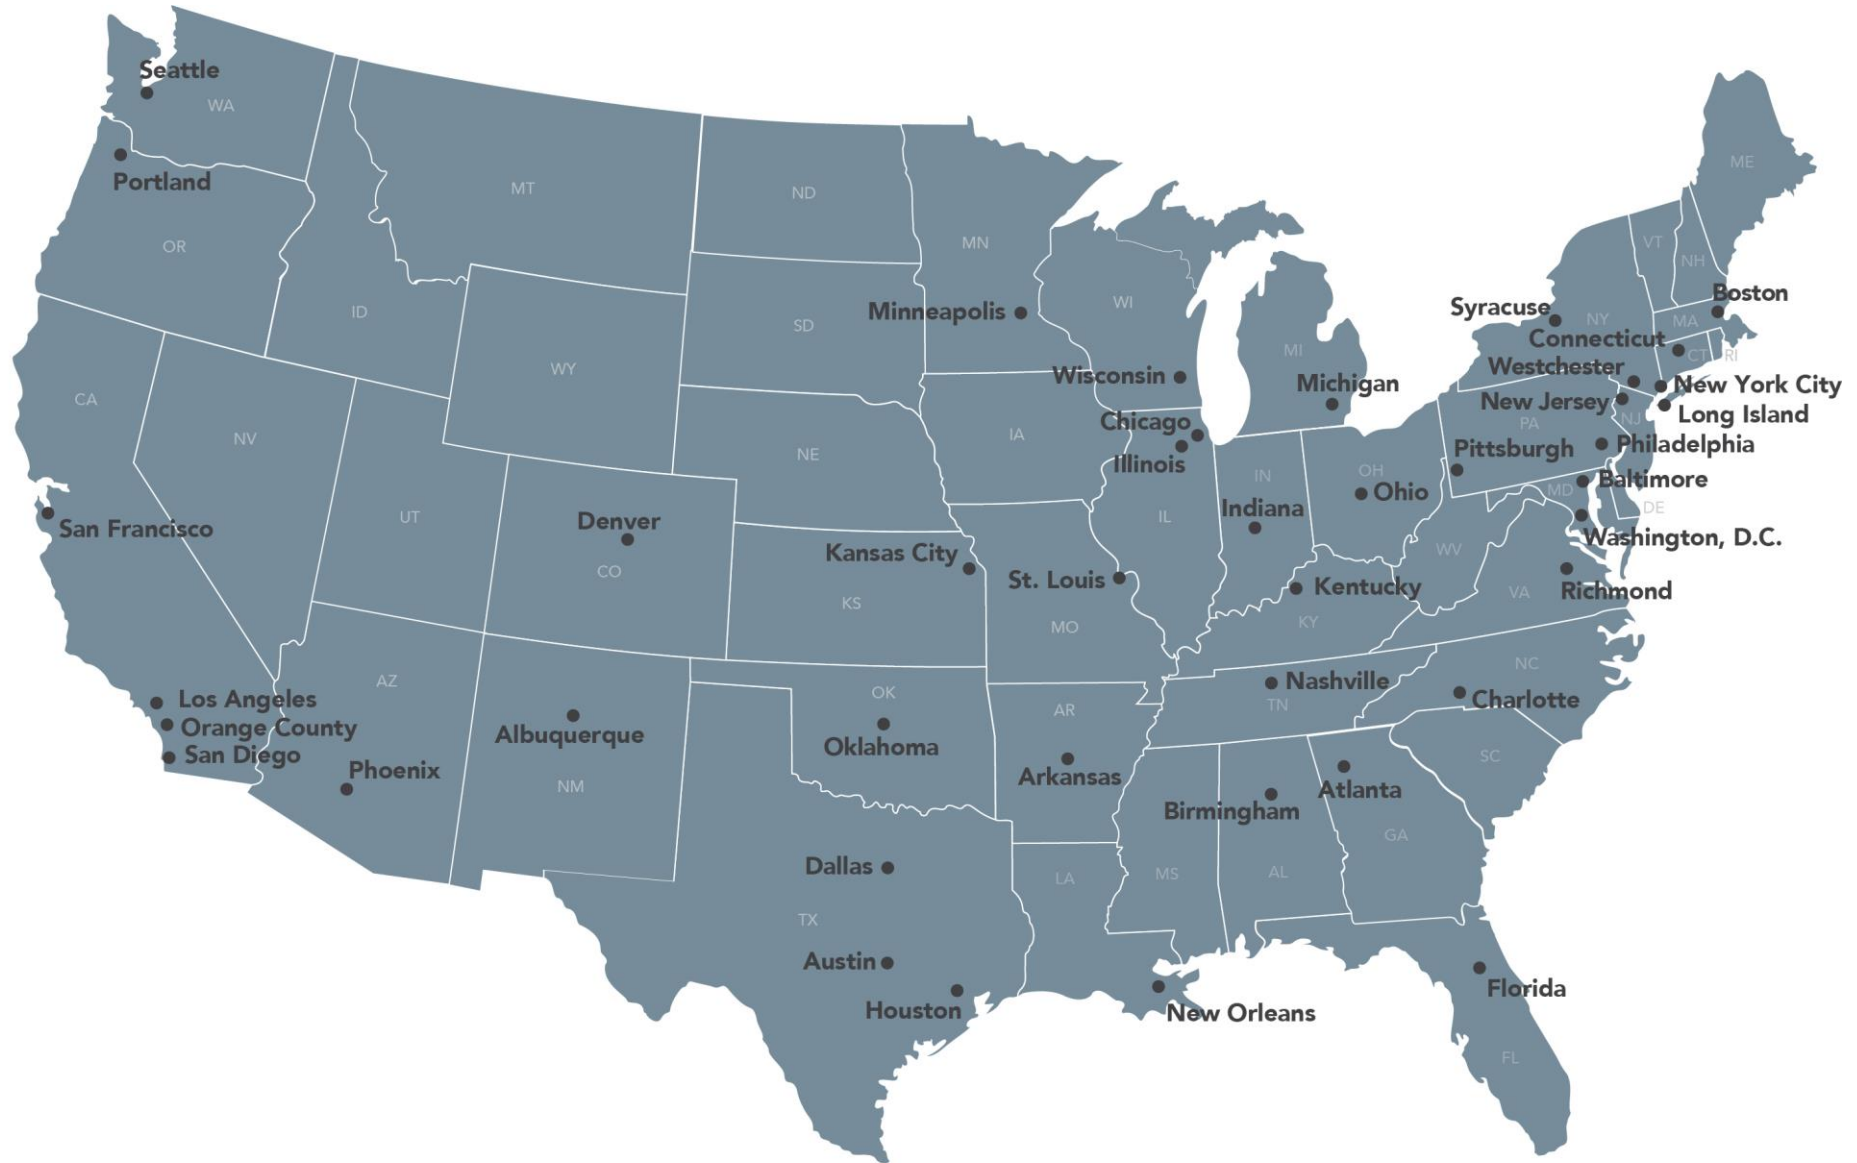 Seattle
WA
Portland
OR
MT
ND
MN
ID
WY
SD
Minneapolis
WI
MI
ME
VT
NH
Boston
Syracuse
NY
MA
Connecticut
CT
RI
Westchester
New York City
New Jersey
NJ
Long Island
PA
Wisconsin
Michigan
CA
NV
UT
NE
IA
Chicago
Illinois
IL
IN
Indiana
OH
Ohio
Pittsburgh
Philadelphia
Baltimore
MD
DE
Washington, D.C.
WV
VA
Richmond
San Francisco
Denver
CO
Kansas City
KS
St. Louis
MO
Kentucky
KY
Los Angeles
Orange County
San Diego
AZ
Phoenix
Albuquerque
NM
OK
Oklahoma
AR
Arkansas
Nashville
TN
NC
Charlotte
SC
Birmingham
Atlanta
GA
AL
MS
LA
Dallas
TX
Austin
Houston
New Orleans
Florida
FL